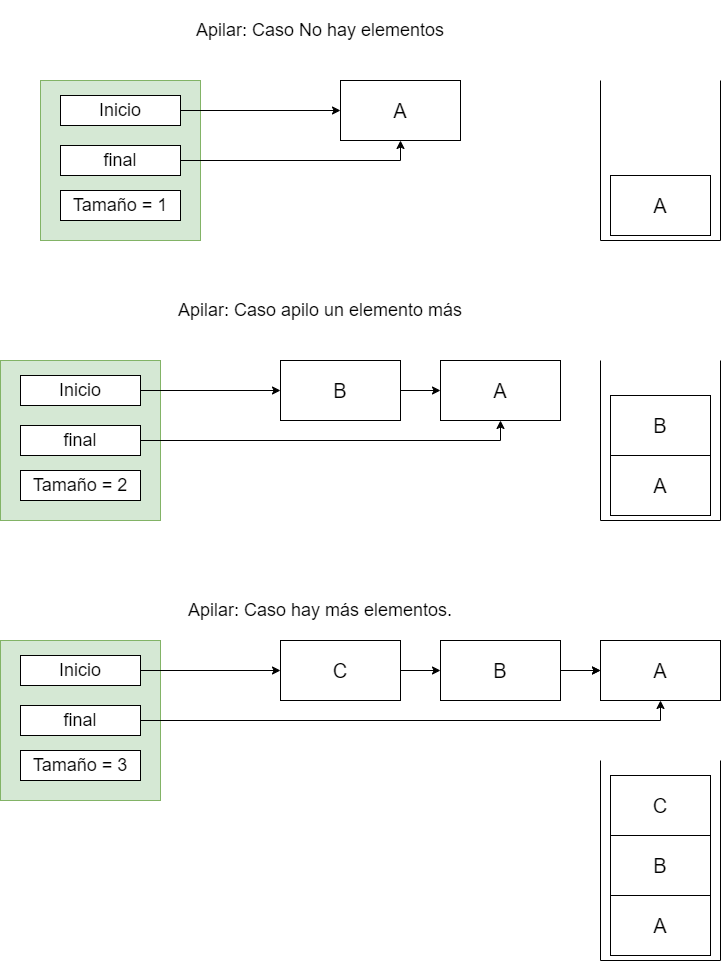 Apilar: Caso No hay elementos
Inicio
A
final
Tamaño = 1
A
Apilar: Caso apilo un elemento más
Inicio
B
A
final
Tamaño = 2
B
A
Apilar: Caso hay más elementos.
Inicio
C
B
A
final
Tamaño = 3
C
B
A